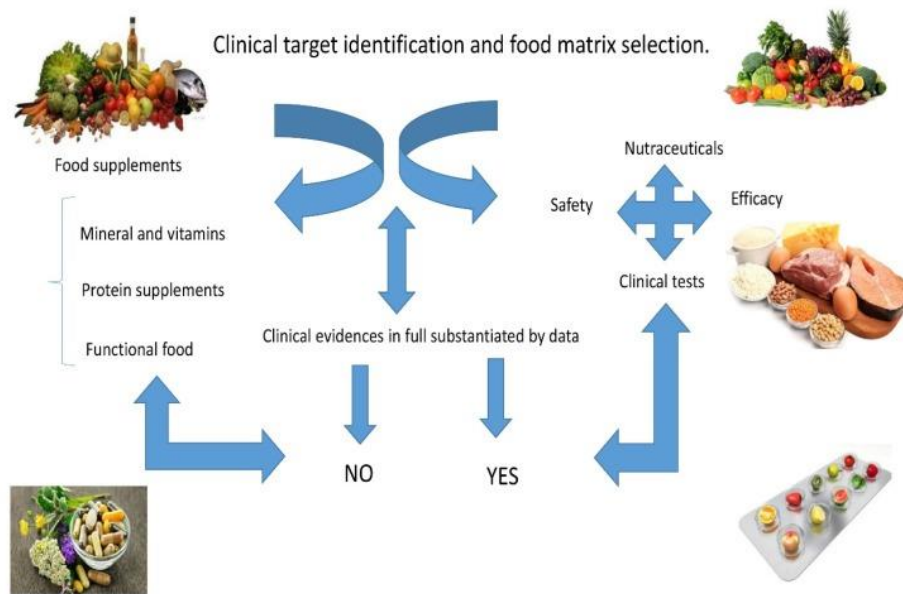 Clinical target identification and food matrix selection.
Food supplements
Mineral and vitamins
Protein supplements
Functional food
Clinical evidences in full substantiated by data
NO
YES
Nutraceuticals
Safety
Efficacy
Clinical tests